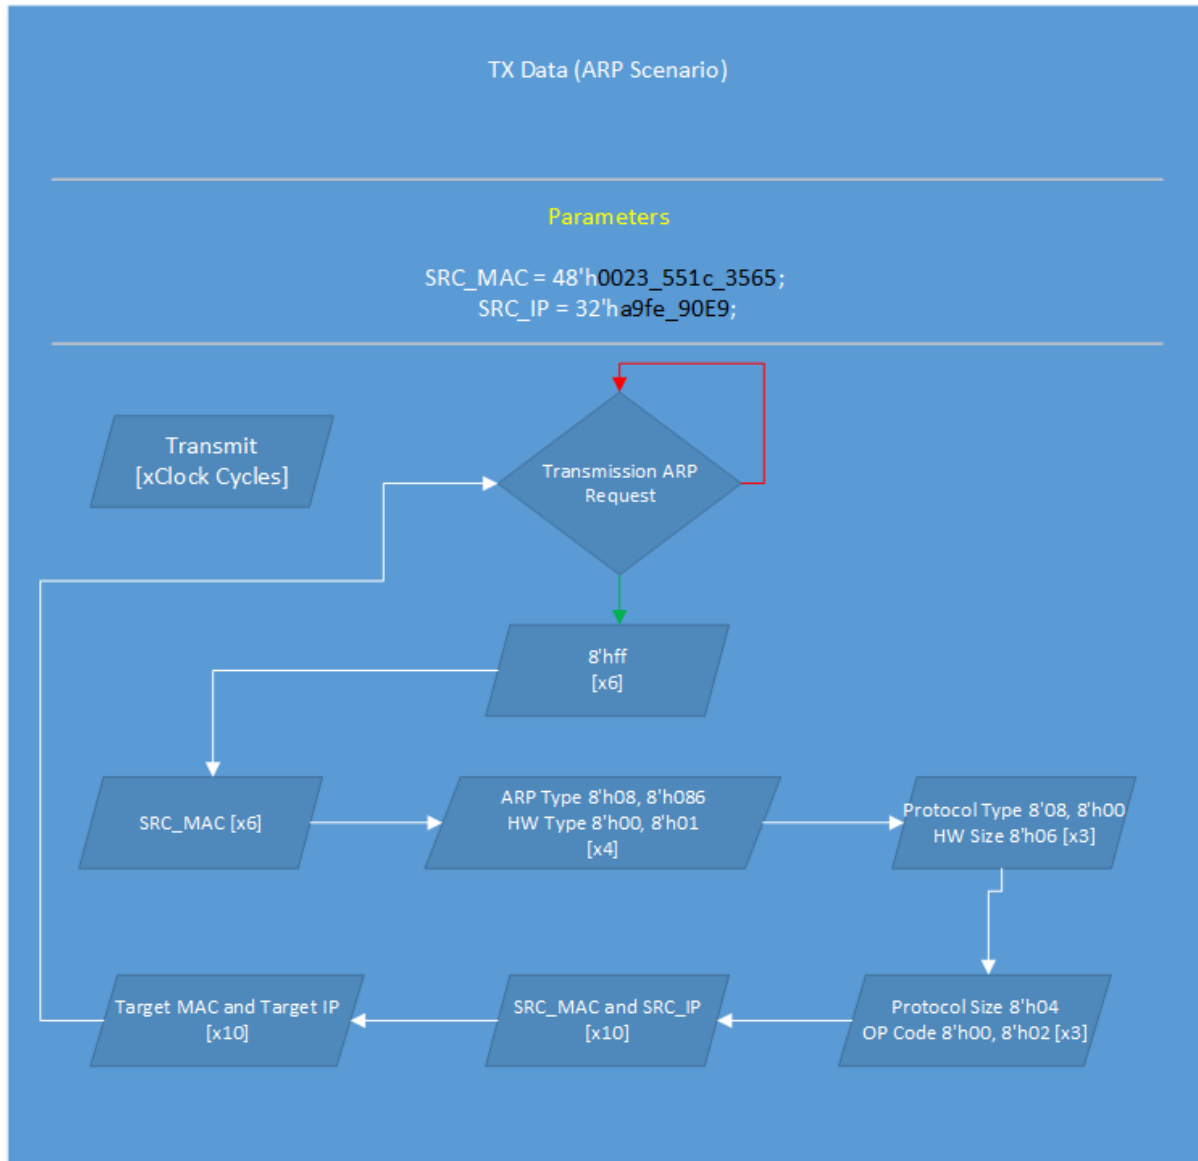 TX Data (ARP Scenario)
Parameters
SRC_MAC = 48'h0023_551c_3565;
SRC_IP = 32'ha9fe_90E9;
Transmit
[xClock Cycles]
Transmission ARP
Request
8'hff
[x6]
SRC_MAC [x6]
ARP Type 8'h08, 8'h086
HW Type 8'h00, 8'h01
[x4]
Protocol Type 8'08, 8'h00
HW Size 8'h06 [x3]
Protocol Size 8'h04
OP Code 8'h00, 8'h02 [x3]
SRC_MAC and SRC_IP
[x10]
Target MAC and Target IP
[x10]